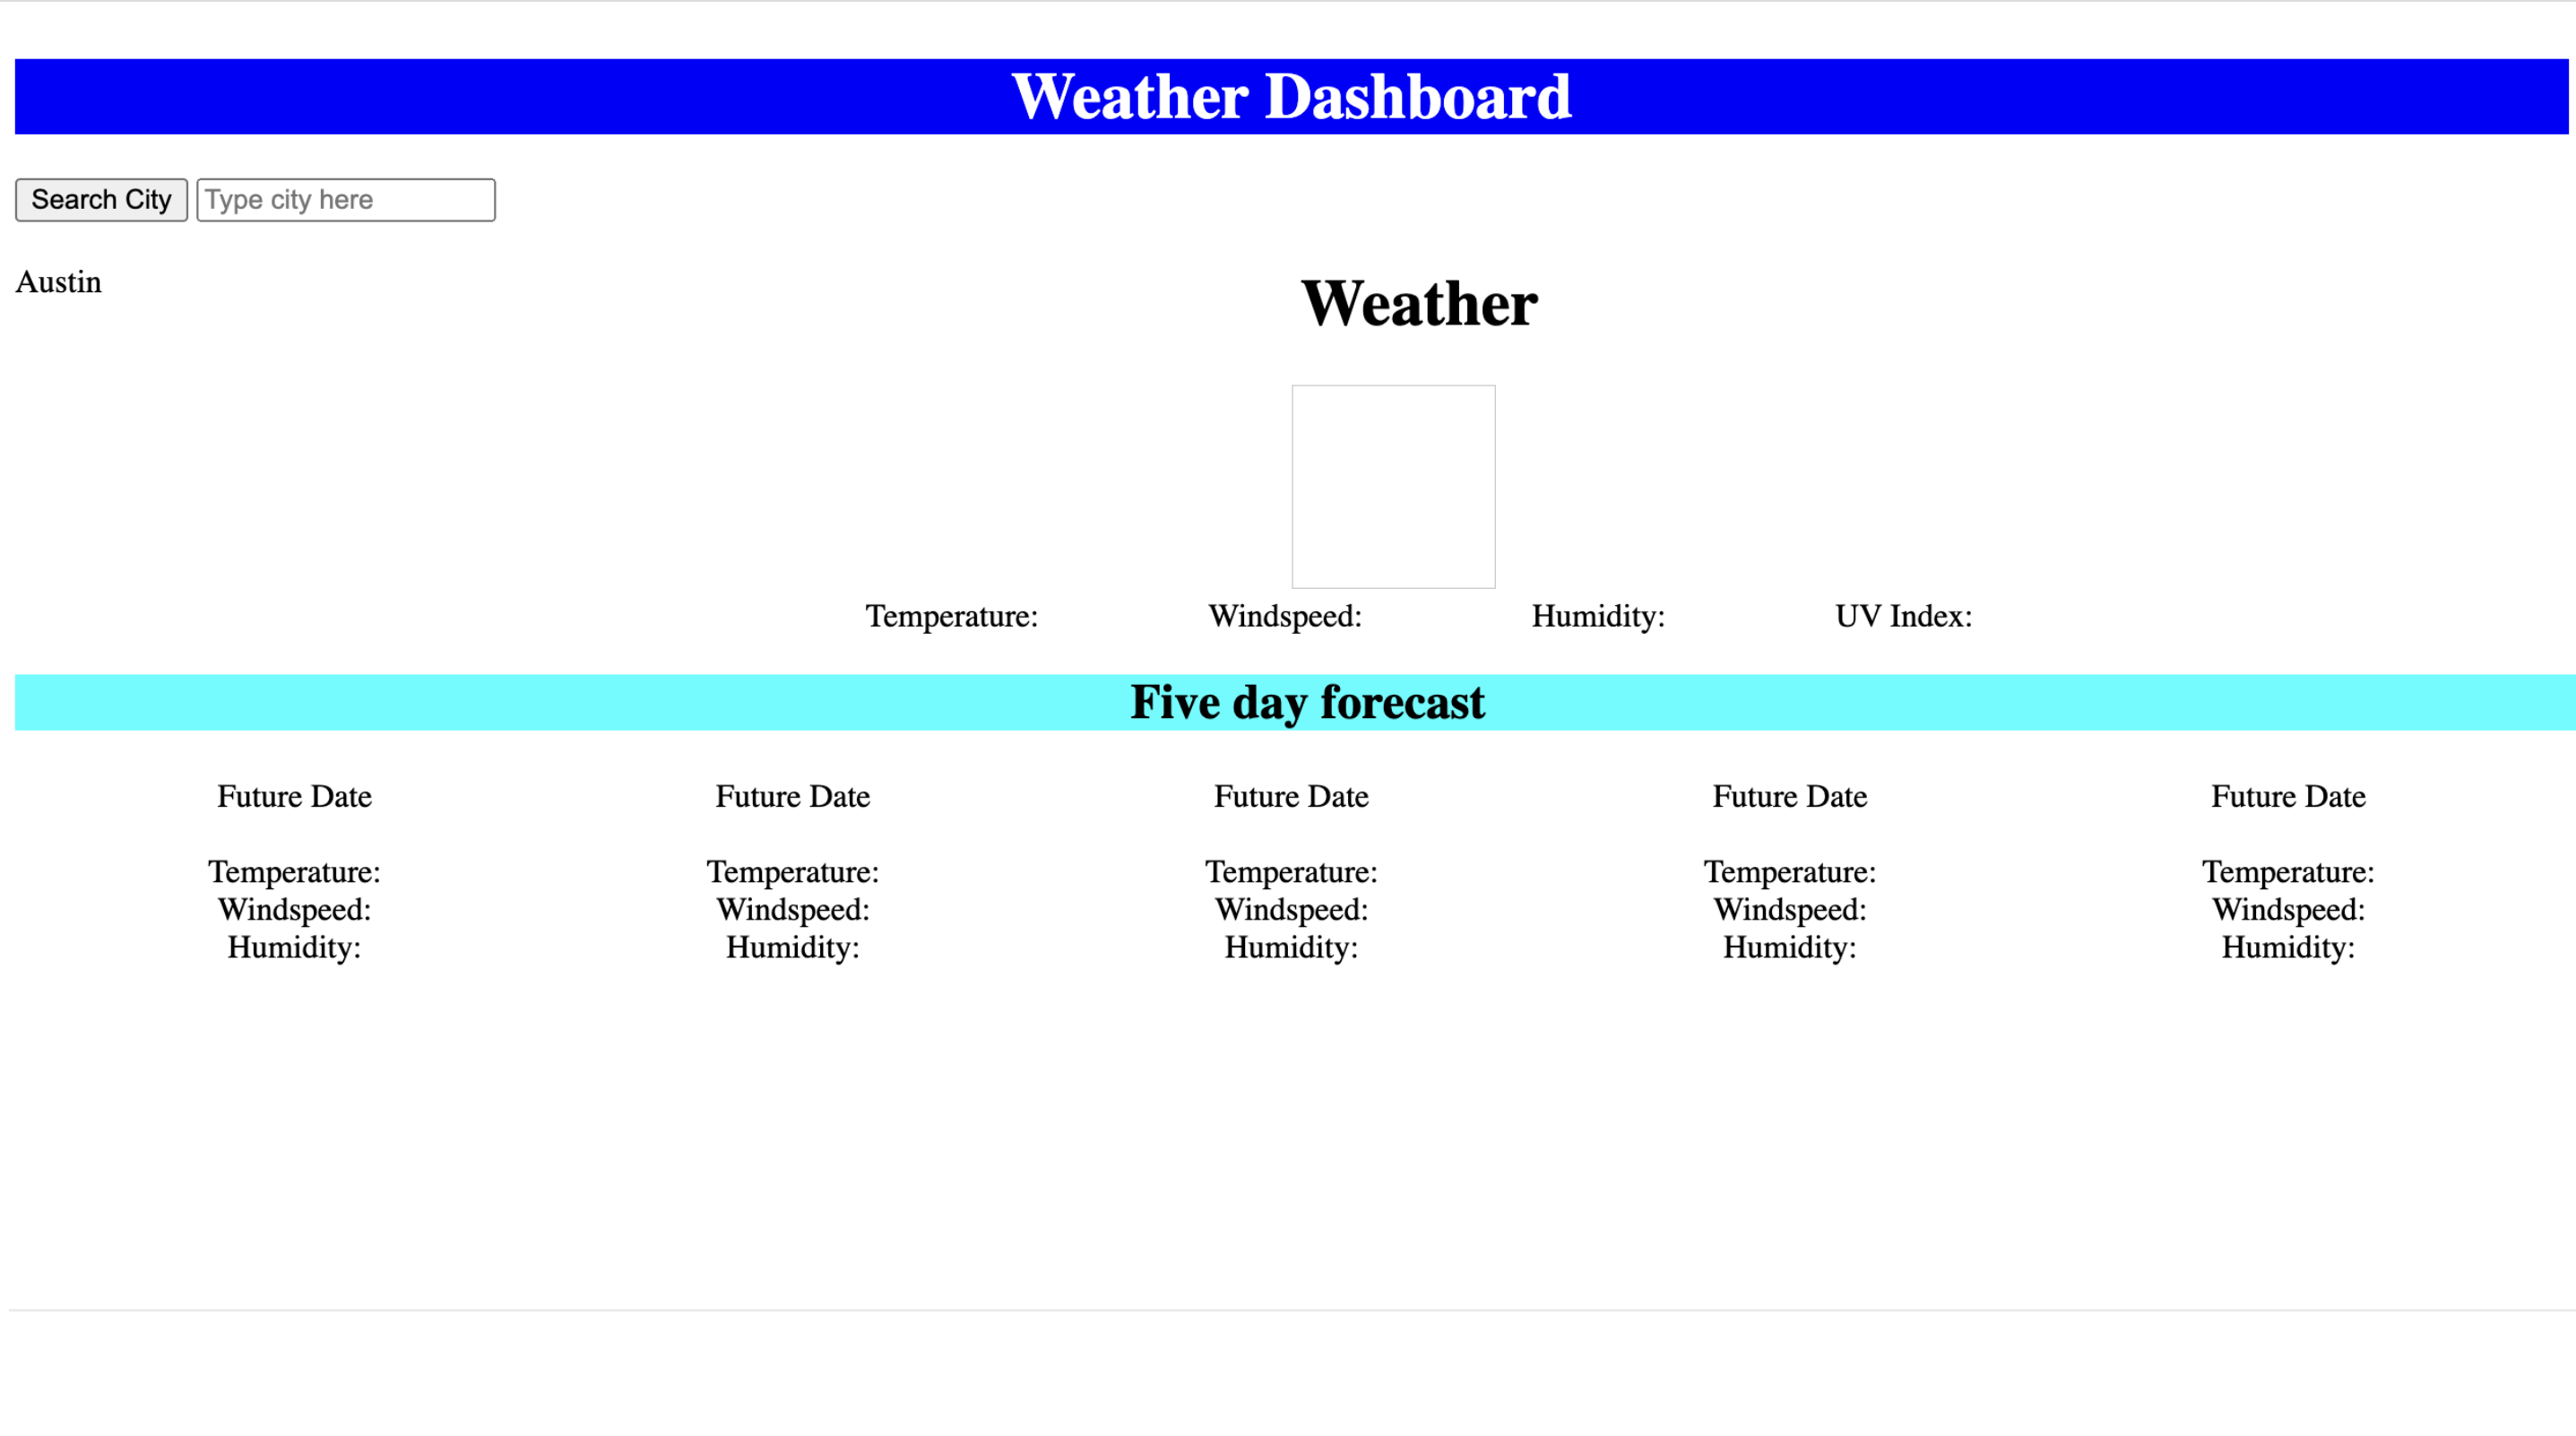 Weather Dashboard
Search City Type city here
Austin
Weather
Temperature: Windspeed: Humidity: UV Index:
Five day forecast
Future Date Future Date Future Date Future Date Future Date
Temperature: Temperature: Temperature: Temperature: Temperature:
Windspeed: Windspeed: Windspeed: Windspeed: Windspeed:
Humidity: Humidity: Humidity: Humidity: Humidity: